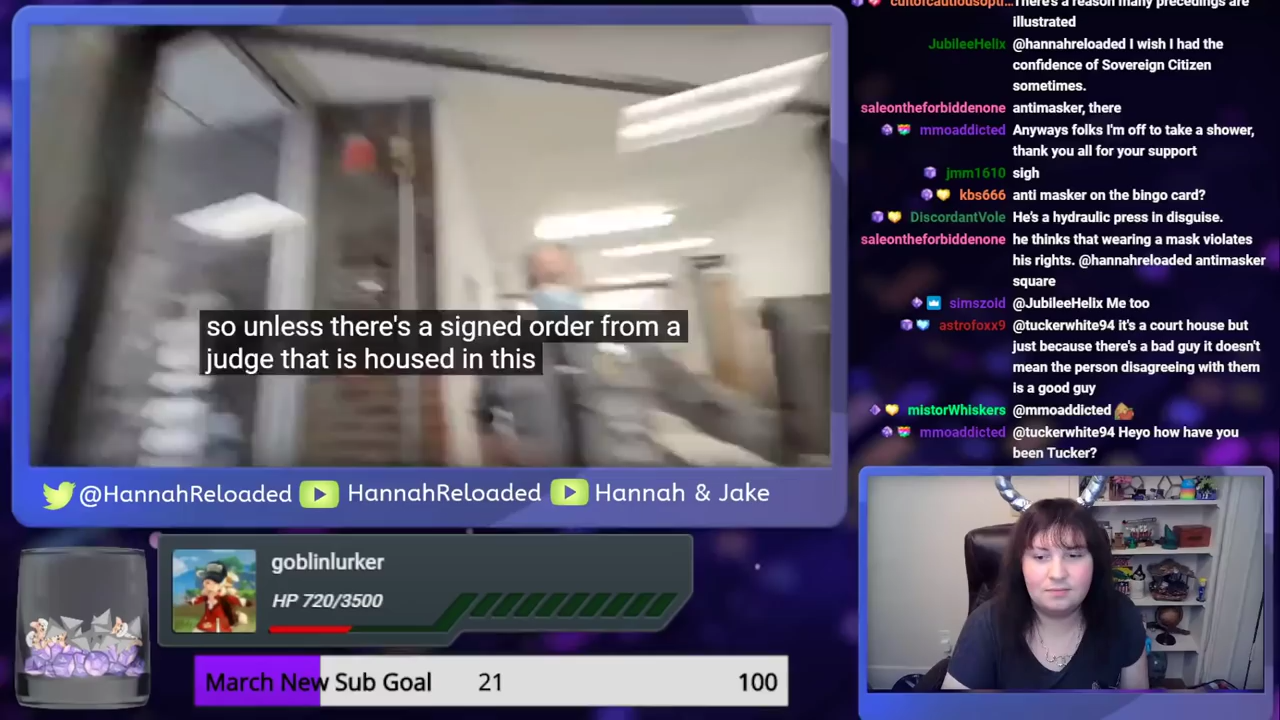 so unless there's a signed order from a
judge that is housed in this
@HannahReloaded
HannahReloaded
Hannah & Jake
goblinlurker
HP 720/3500
March New Sub Goal 21 100
There's a reason many precedings are
illustrated
JubileeHelix @hannahreloaded I wish I had the
confidence of Sovereign Citizen
sometimes.
saleontheforbiddenone antimasker, there
mmoaddicted Anyways folks I'm off to take a shower,
thank you all for your support
jmm1610 sigh
kbs666 anti masker on the bingo card?
DiscordantVole He's a hydraulic press in disguise.
saleontheforbiddenone he thinks that wearing a mask violates
his rights. @hannahreloaded antimasker
square
simszold @JubileeHelix Me too
astrofoxx9 @tuckerwhite94 it's a court house but
just because there's a bad guy it doesn't
mean the person disagreeing with them
is a good guy
mistorWhiskers @mmoaddicted
mmoaddicted @tuckerwhite94 Heyo how have you
been Tucker?